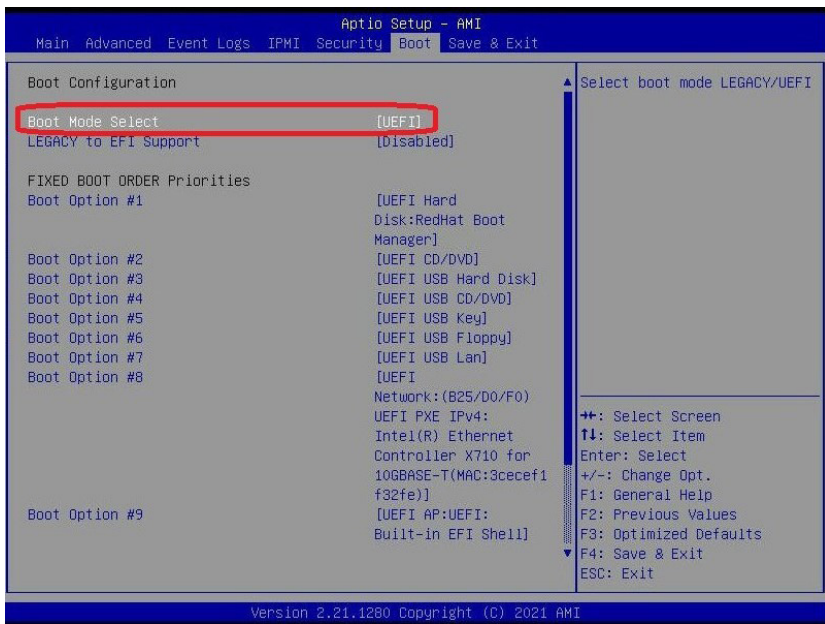 Aptio Setup - AMI
Main Advanced Event Logs IPMI Security Boot Save & Exit
Boot Configuration
Boot Mode Select [UEFI]
LEGACY to EFI Support [Disabled]
FIXED BOOT ORDER Priorities
Boot Option #1 [UEFI Hard
Disk:RedHat Boot
Manager]
Boot Option #2 [UEFI CD/DVD]
Boot Option #3 [UEFI USB Hard Disk]
Boot Option #4 [UEFI USB CD/DVD]
Boot Option #5 [UEFI USB Key]
Boot Option #6 [UEFI USB Floppy]
Boot Option #7 [UEFI USB Lan]
Boot Option #8 [UEFI
Network:(B25/D0/F0)
UEFI PXE IPv4:
Intel(R) Ethernet
Controller X710 for
10GBASE-T(MAC:3cecef1
f32fe)]
Boot Option #9 [UEFI AP:UEFI:
Built-in EFI Shell]
Select boot mode LEGACY/UEFI
→←: Select Screen
↑↓: Select Item
Enter: Select
+/-: Change Opt.
F1: General Help
F2: Previous Values
F3: Optimized Defaults
F4: Save & Exit
ESC: Exit
Version 2.21.1280 Copyright (C) 2021 AMI